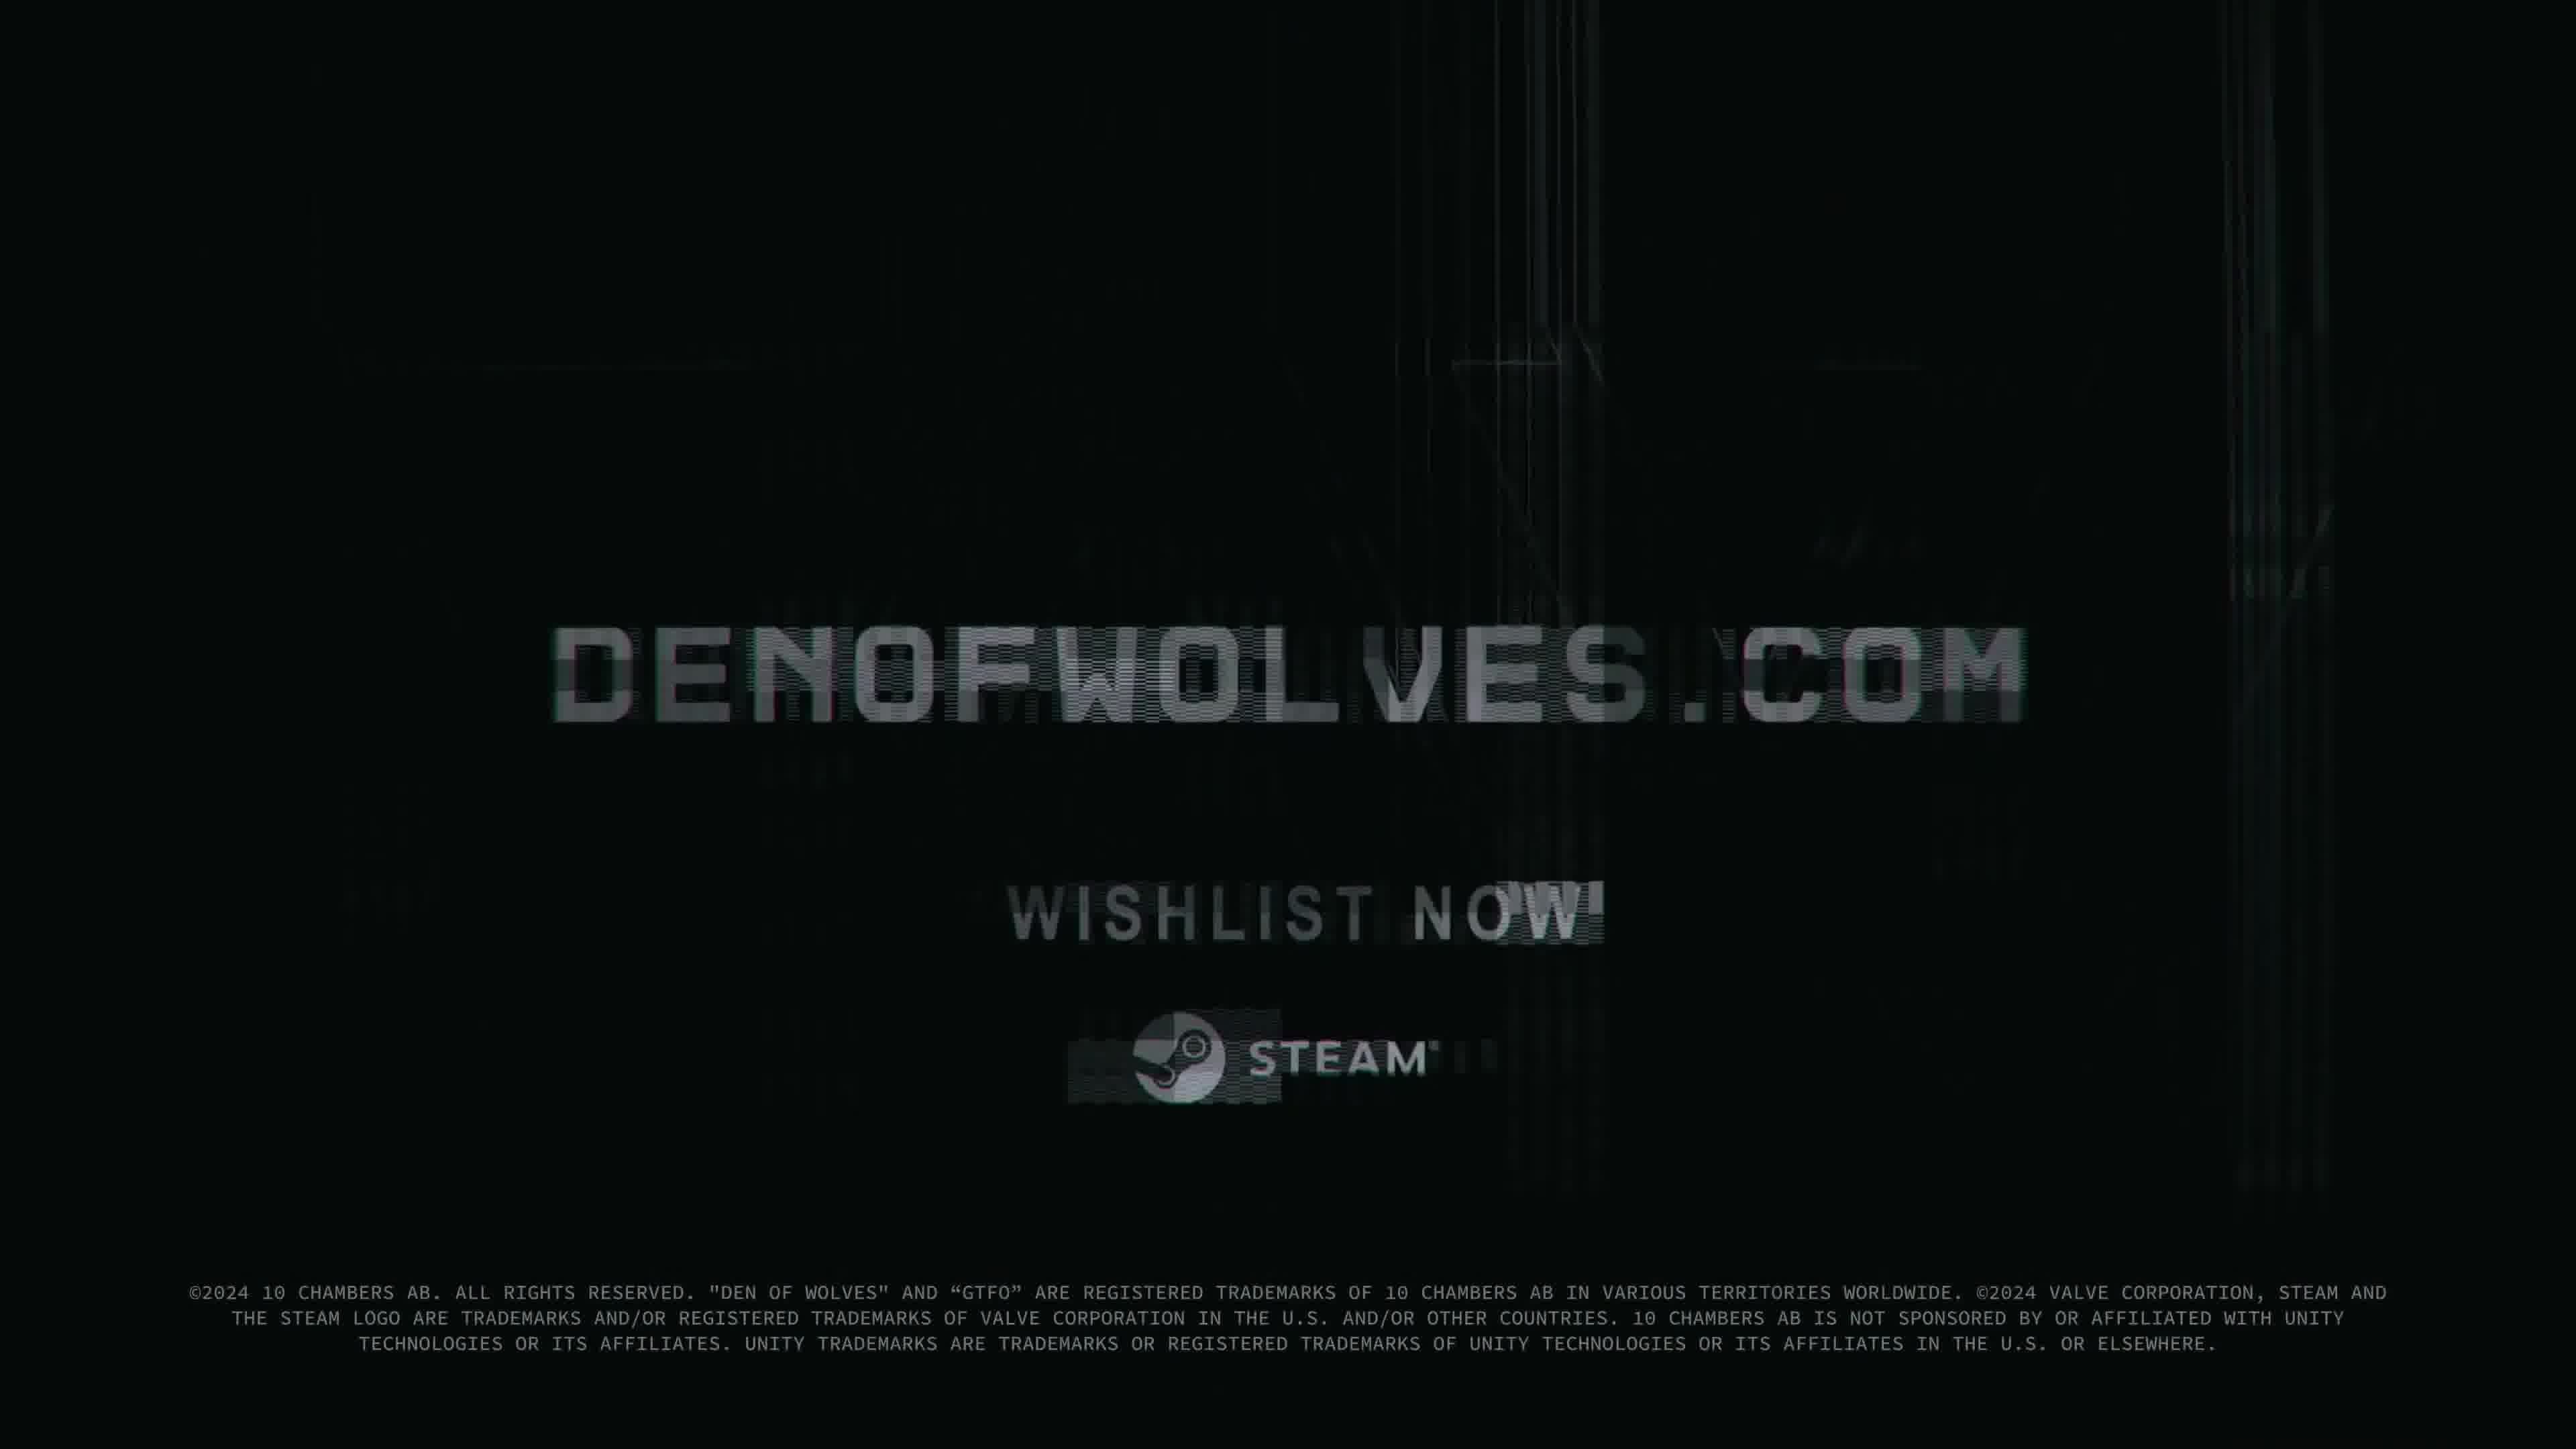 DENOFWOLVES.COM
WISHLIST NOW
STEAM
©2024 10 CHAMBERS AB. ALL RIGHTS RESERVED. "DEN OF WOLVES" AND “GTFO” ARE REGISTERED TRADEMARKS OF 10 CHAMBERS AB IN VARIOUS TERRITORIES WORLDWIDE. ©2024 VALVE CORPORATION, STEAM AND
THE STEAM LOGO ARE TRADEMARKS AND/OR REGISTERED TRADEMARKS OF VALVE CORPORATION IN THE U.S. AND/OR OTHER COUNTRIES. 10 CHAMBERS AB IS NOT SPONSORED BY OR AFFILIATED WITH UNITY
TECHNOLOGIES OR ITS AFFILIATES. UNITY TRADEMARKS ARE TRADEMARKS OR REGISTERED TRADEMARKS OF UNITY TECHNOLOGIES OR ITS AFFILIATES IN THE U.S. OR ELSEWHERE.